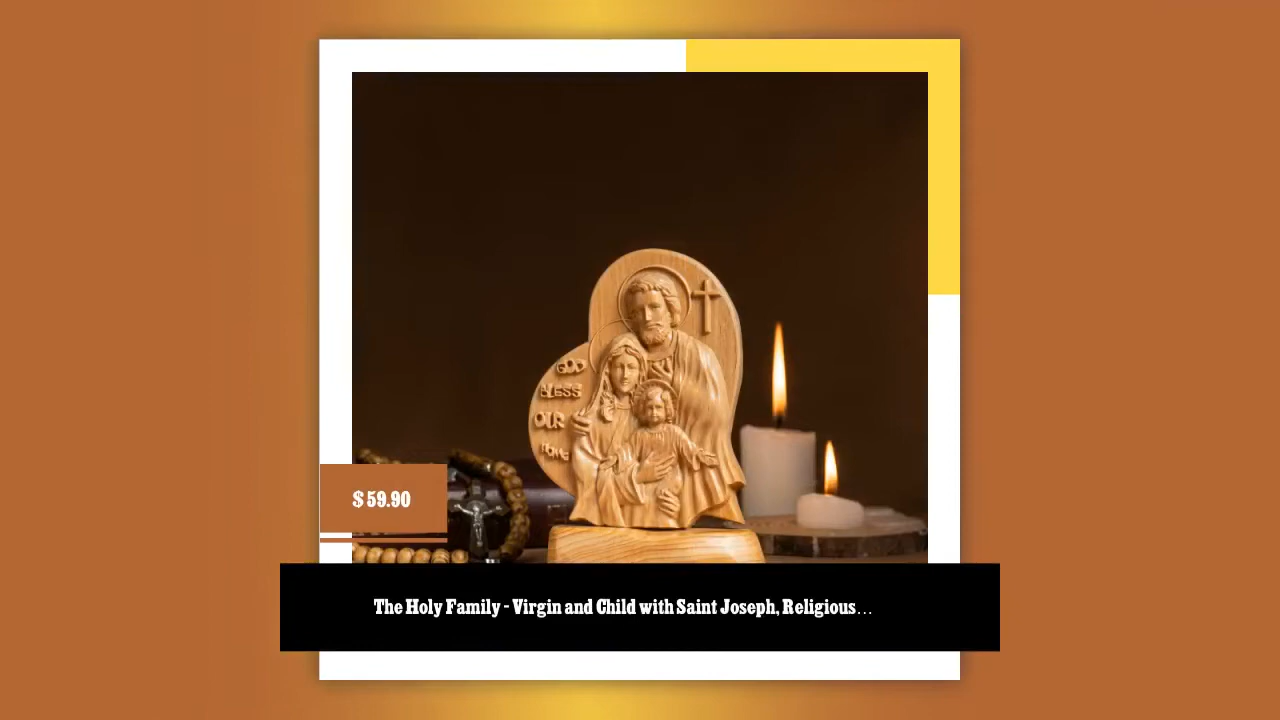 GOD
BLESS
OUR
HOME
$ 59.90
The Holy Family - Virgin and Child with Saint Joseph, Religious...